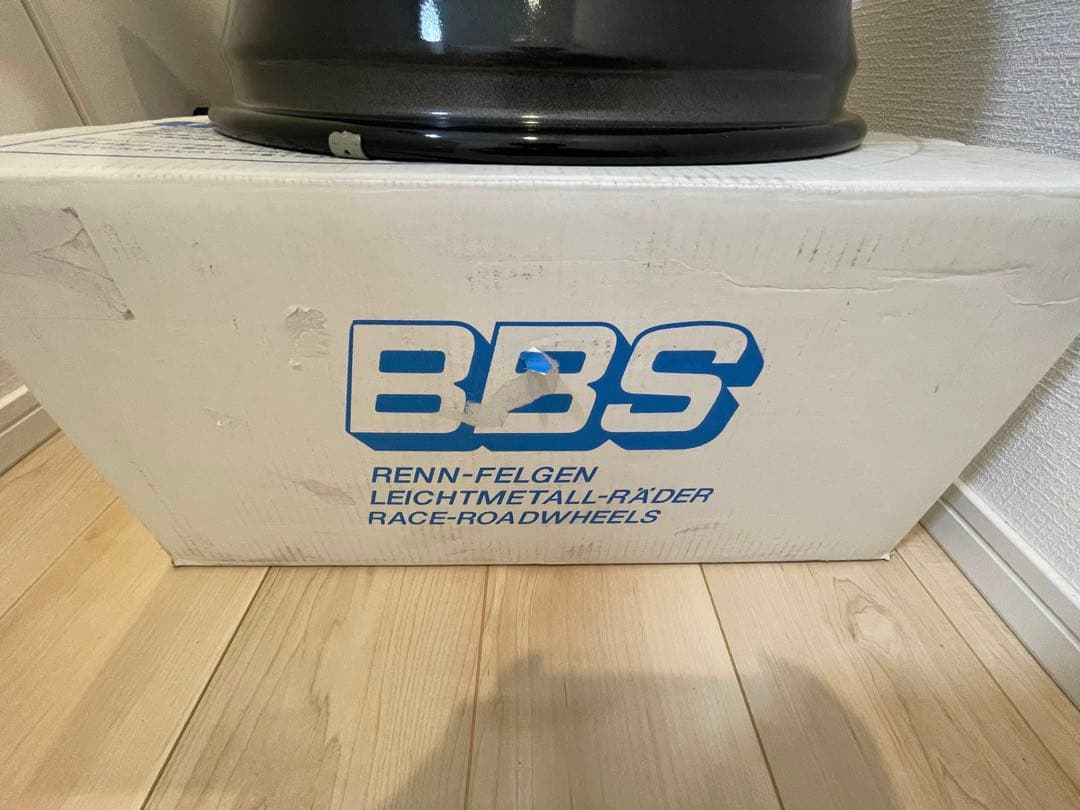 BBS
RENN-FELGEN
LEICHTMETALL-RÄDER
RACE-ROADWHEELS